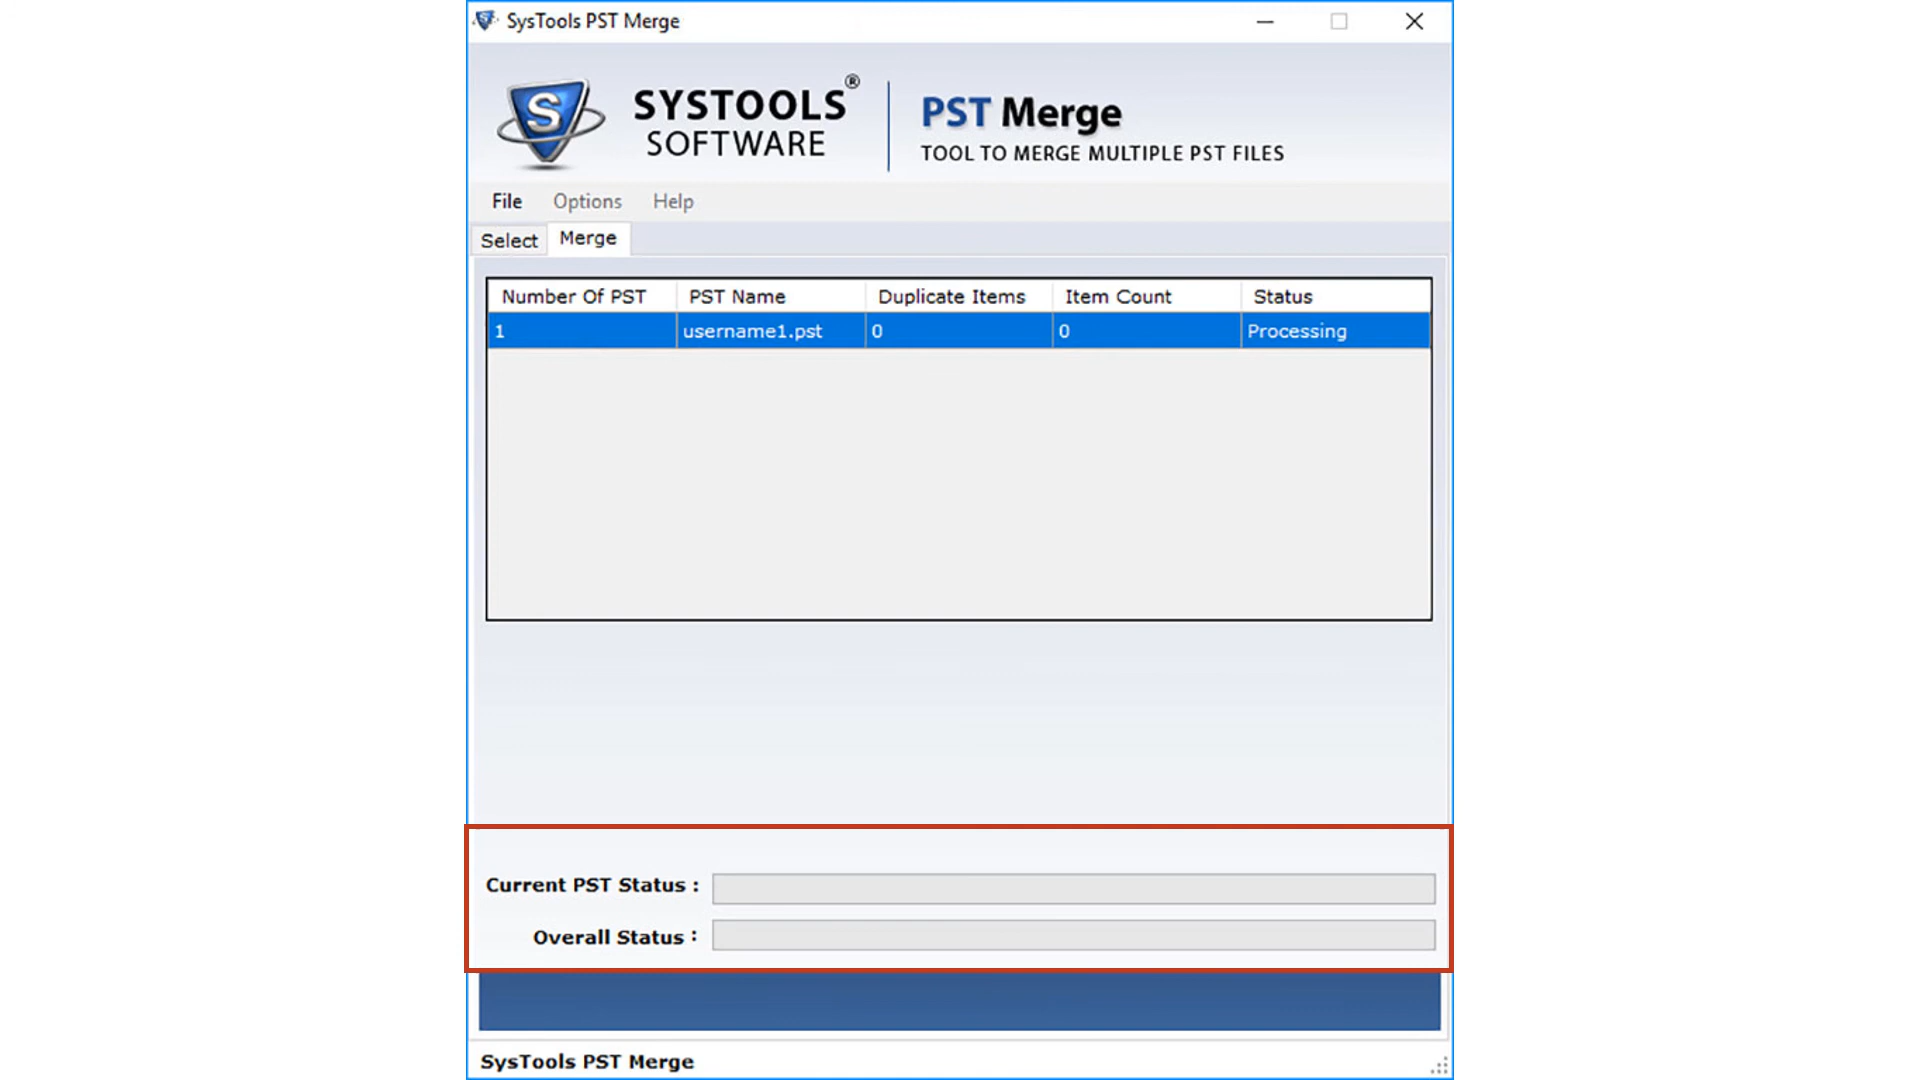 SysTools PST Merge
S
SYSTOOLS®
SOFTWARE
PST Merge
TOOL TO MERGE MULTIPLE PST FILES
File Options Help
Select Merge
Number Of PST PST Name Duplicate Items Item Count Status
1 username1.pst 0 0 Processing
Current PST Status :
Overall Status :
SysTools PST Merge